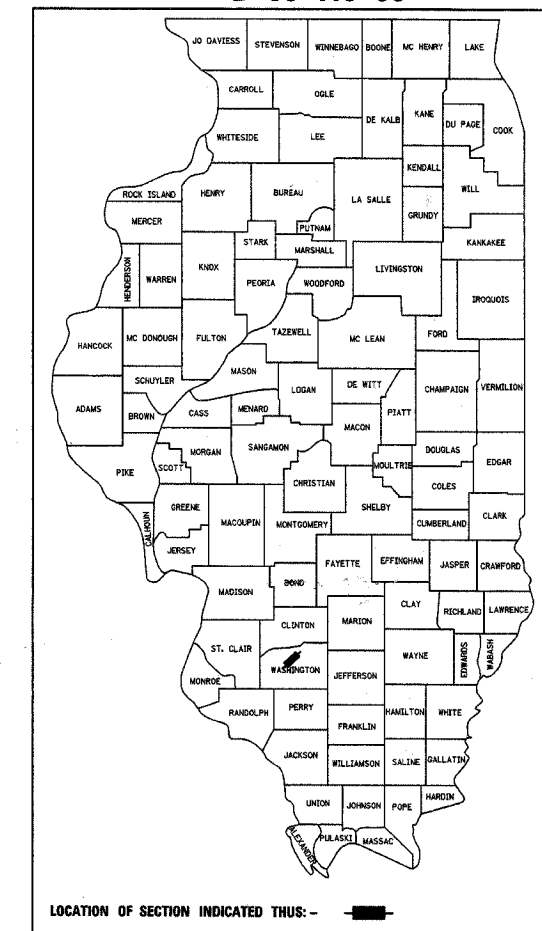 JO DAVIESS STEVENSON WINNEBAGO BOONE MC HENRY LAKE
CARROLL OGLE
DE KALB KANE DU PAGE COOK
WHITESIDE LEE
KENDALL WILL
ROCK ISLAND HENRY BUREAU LA SALLE GRUNDY
MERCER PUTNAM
STARK MARSHALL KANKAKEE
HENDERSON WARREN KNOX LIVINGSTON
PEORIA WOODFORD IROQUOIS
HANCOCK MC DONOUGH FULTON TAZEWELL MC LEAN FORD
MASON
SCHUYLER LOGAN DE WITT CHAMPAIGN VERMILION
ADAMS BROWN CASS MENARD PIATT
MACON
MORGAN SANGAMON DOUGLAS
PIKE SCOTT MOULTRIE EDGAR
CHRISTIAN COLES
GREENE SHELBY
CALHOUN MACOUPIN MONTGOMERY CUMBERLAND CLARK
JERSEY
FAYETTE EFFINGHAM JASPER CRAWFORD
MADISON BOND
CLAY RICHLAND LAWRENCE
CLINTON MARION
ST. CLAIR WAYNE EDWARDS WABASH
WASHINGTON JEFFERSON
MONROE
RANDOLPH PERRY HAMILTON WHITE
FRANKLIN
JACKSON WILLIAMSON SALINE GALLATIN
UNION JOHNSON POPE HARDIN
ALEXANDER PULASKI MASSAC
LOCATION OF SECTION INDICATED THUS: -